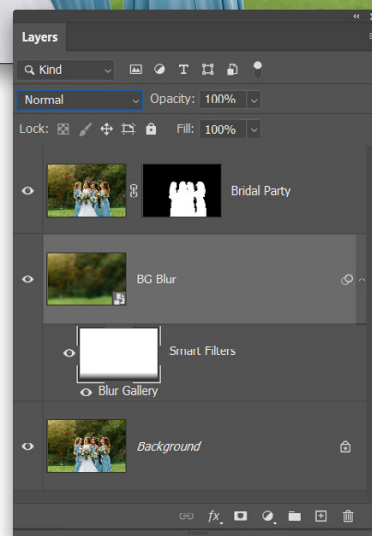 Layers
Kind
Normal Opacity: 100%
Lock: Fill: 100%
Bridal Party
BG Blur
Smart Filters
Blur Gallery
Background
fx